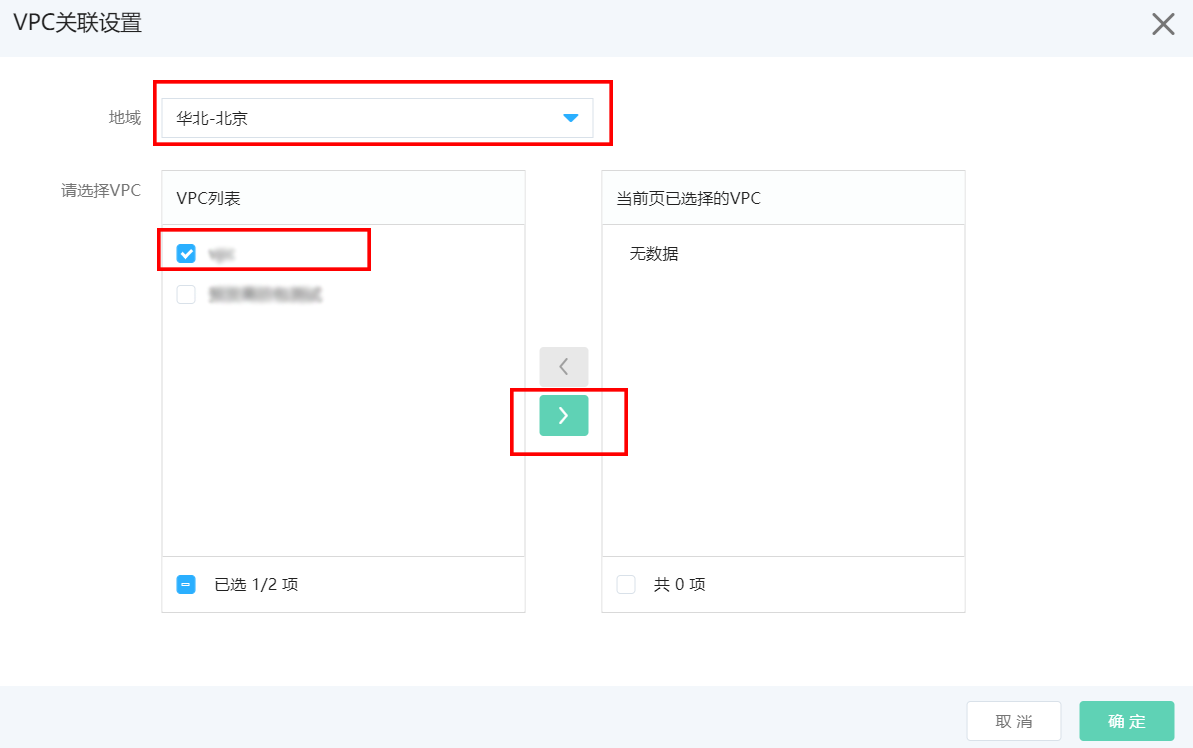 VPC关联设置
地域
华北-北京
请选择VPC
VPC列表
当前页已选择的VPC
无数据
已选 1/2 项
共 0 项
取 消
确 定